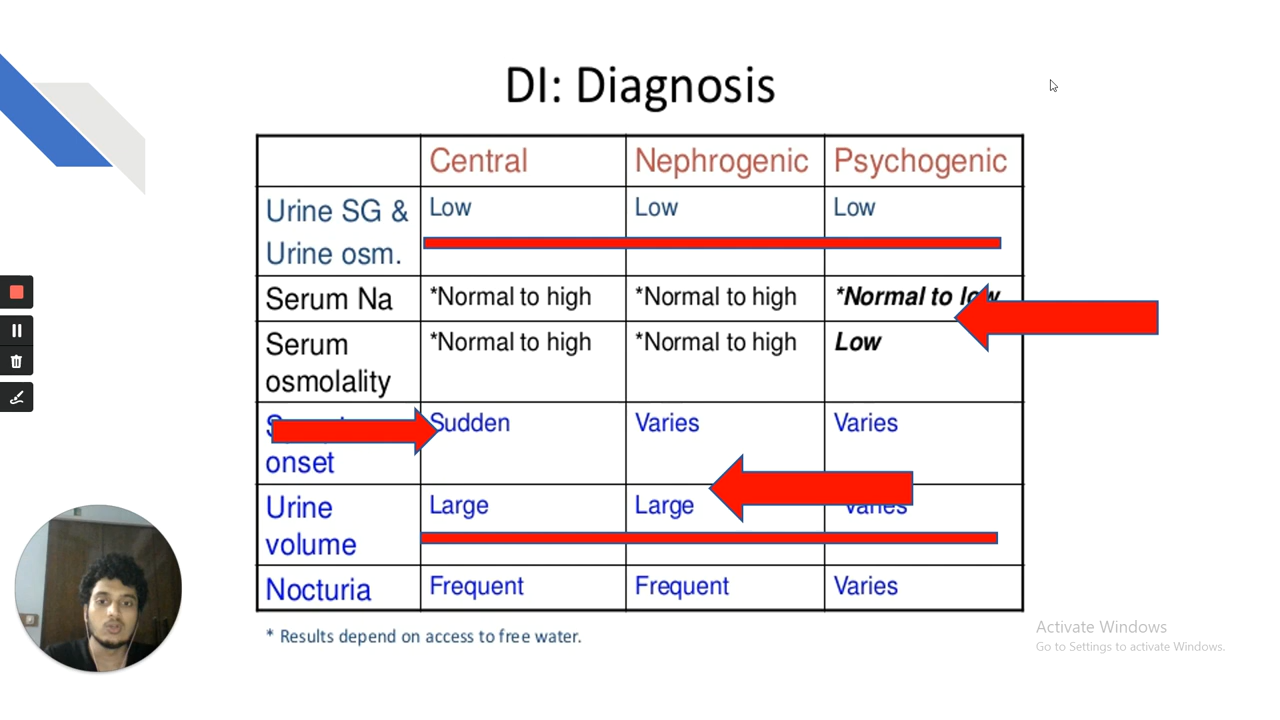 DI: Diagnosis
Central Nephrogenic Psychogenic
Urine SG & Low Low Low
Urine osm.
Serum Na *Normal to high *Normal to high *Normal to low
Serum *Normal to high *Normal to high Low
osmolality
Sudden Varies Varies
onset
Urine Large Large Varies
volume
Nocturia Frequent Frequent Varies
* Results depend on access to free water.
Activate Windows
Go to Settings to activate Windows.